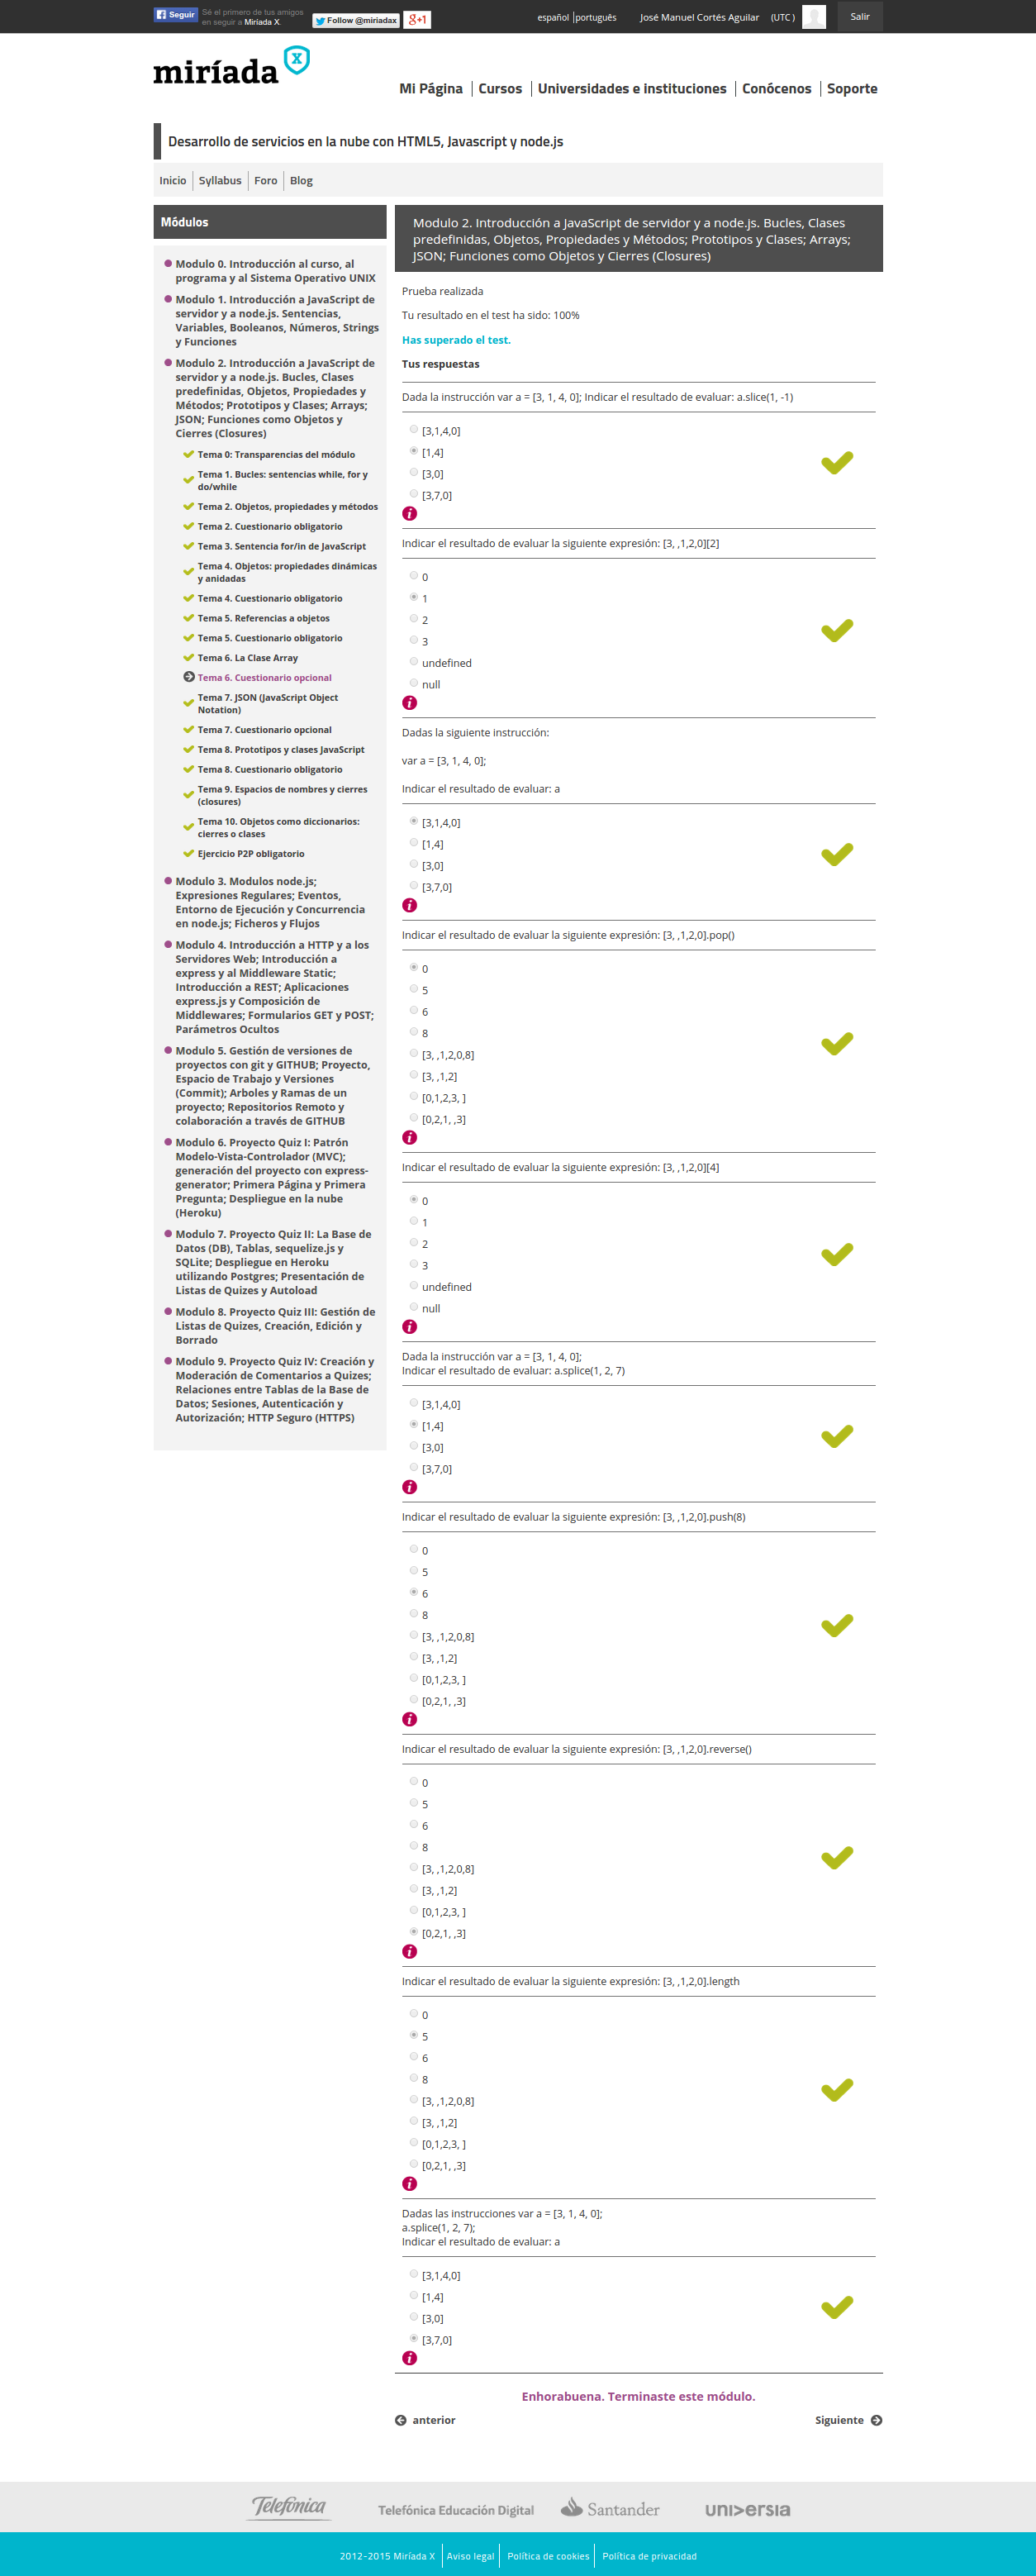 Seguir
Sé el primero de tus amigos
en seguir a Miríada X.
Follow @miriadax
g+1
español
português
José Manuel Cortés Aguilar
(UTC )
Salir
miríada x
Mi Página
Cursos
Universidades e instituciones
Conócenos
Soporte
Desarrollo de servicios en la nube con HTML5, Javascript y node.js
Inicio
Syllabus
Foro
Blog
Módulos
Modulo 0. Introducción al curso, al
programa y al Sistema Operativo UNIX
Modulo 1. Introducción a JavaScript de
servidor y a node.js. Sentencias,
Variables, Booleanos, Números, Strings
y Funciones
Modulo 2. Introducción a JavaScript de
servidor y a node.js. Bucles, Clases
predefinidas, Objetos, Propiedades y
Métodos; Prototipos y Clases; Arrays;
JSON; Funciones como Objetos y
Cierres (Closures)
Tema 0: Transparencias del módulo
Tema 1. Bucles: sentencias while, for y
do/while
Tema 2. Objetos, propiedades y métodos
Tema 2. Cuestionario obligatorio
Tema 3. Sentencia for/in de JavaScript
Tema 4. Objetos: propiedades dinámicas
y anidadas
Tema 4. Cuestionario obligatorio
Tema 5. Referencias a objetos
Tema 5. Cuestionario obligatorio
Tema 6. La Clase Array
Tema 6. Cuestionario opcional
Tema 7. JSON (JavaScript Object
Notation)
Tema 7. Cuestionario opcional
Tema 8. Prototipos y clases JavaScript
Tema 8. Cuestionario obligatorio
Tema 9. Espacios de nombres y cierres
(closures)
Tema 10. Objetos como diccionarios:
cierres o clases
Ejercicio P2P obligatorio
Modulo 3. Modulos node.js;
Expresiones Regulares; Eventos,
Entorno de Ejecución y Concurrencia
en node.js; Ficheros y Flujos
Modulo 4. Introducción a HTTP y a los
Servidores Web; Introducción a
express y al Middleware Static;
Introducción a REST; Aplicaciones
express.js y Composición de
Middlewares; Formularios GET y POST;
Parámetros Ocultos
Modulo 5. Gestión de versiones de
proyectos con git y GITHUB; Proyecto,
Espacio de Trabajo y Versiones
(Commit); Arboles y Ramas de un
proyecto; Repositorios Remoto y
colaboración a través de GITHUB
Modulo 6. Proyecto Quiz I: Patrón
Modelo-Vista-Controlador (MVC);
generación del proyecto con express-
generator; Primera Página y Primera
Pregunta; Despliegue en la nube
(Heroku)
Modulo 7. Proyecto Quiz II: La Base de
Datos (DB), Tablas, sequelize.js y
SQLite; Despliegue en Heroku
utilizando Postgres; Presentación de
Listas de Quizes y Autoload
Modulo 8. Proyecto Quiz III: Gestión de
Listas de Quizes, Creación, Edición y
Borrado
Modulo 9. Proyecto Quiz IV: Creación y
Moderación de Comentarios a Quizes;
Relaciones entre Tablas de la Base de
Datos; Sesiones, Autenticación y
Autorización; HTTP Seguro (HTTPS)
Modulo 2. Introducción a JavaScript de servidor y a node.js. Bucles, Clases
predefinidas, Objetos, Propiedades y Métodos; Prototipos y Clases; Arrays;
JSON; Funciones como Objetos y Cierres (Closures)
Prueba realizada
Tu resultado en el test ha sido: 100%
Has superado el test.
Tus respuestas
Dada la instrucción var a = [3, 1, 4, 0]; Indicar el resultado de evaluar: a.slice(1, -1)
[3,1,4,0]
[1,4]
[3,0]
[3,7,0]
i
Indicar el resultado de evaluar la siguiente expresión: [3, ,1,2,0][2]
0
1
2
3
undefined
null
i
Dadas la siguiente instrucción:
var a = [3, 1, 4, 0];
Indicar el resultado de evaluar: a
[3,1,4,0]
[1,4]
[3,0]
[3,7,0]
i
Indicar el resultado de evaluar la siguiente expresión: [3, ,1,2,0].pop()
0
5
6
8
[3, ,1,2,0,8]
[3, ,1,2]
[0,1,2,3, ]
[0,2,1, ,3]
i
Indicar el resultado de evaluar la siguiente expresión: [3, ,1,2,0][4]
0
1
2
3
undefined
null
i
Dada la instrucción var a = [3, 1, 4, 0];
Indicar el resultado de evaluar: a.splice(1, 2, 7)
[3,1,4,0]
[1,4]
[3,0]
[3,7,0]
i
Indicar el resultado de evaluar la siguiente expresión: [3, ,1,2,0].push(8)
0
5
6
8
[3, ,1,2,0,8]
[3, ,1,2]
[0,1,2,3, ]
[0,2,1, ,3]
i
Indicar el resultado de evaluar la siguiente expresión: [3, ,1,2,0].reverse()
0
5
6
8
[3, ,1,2,0,8]
[3, ,1,2]
[0,1,2,3, ]
[0,2,1, ,3]
i
Indicar el resultado de evaluar la siguiente expresión: [3, ,1,2,0].length
0
5
6
8
[3, ,1,2,0,8]
[3, ,1,2]
[0,1,2,3, ]
[0,2,1, ,3]
i
Dadas las instrucciones var a = [3, 1, 4, 0];
a.splice(1, 2, 7);
Indicar el resultado de evaluar: a
[3,1,4,0]
[1,4]
[3,0]
[3,7,0]
i
Enhorabuena. Terminaste este módulo.
anterior
Siguiente
Telefónica
Telefónica Educación Digital
Santander
universia
2012-2015 Miríada X
Aviso legal
Política de cookies
Política de privacidad